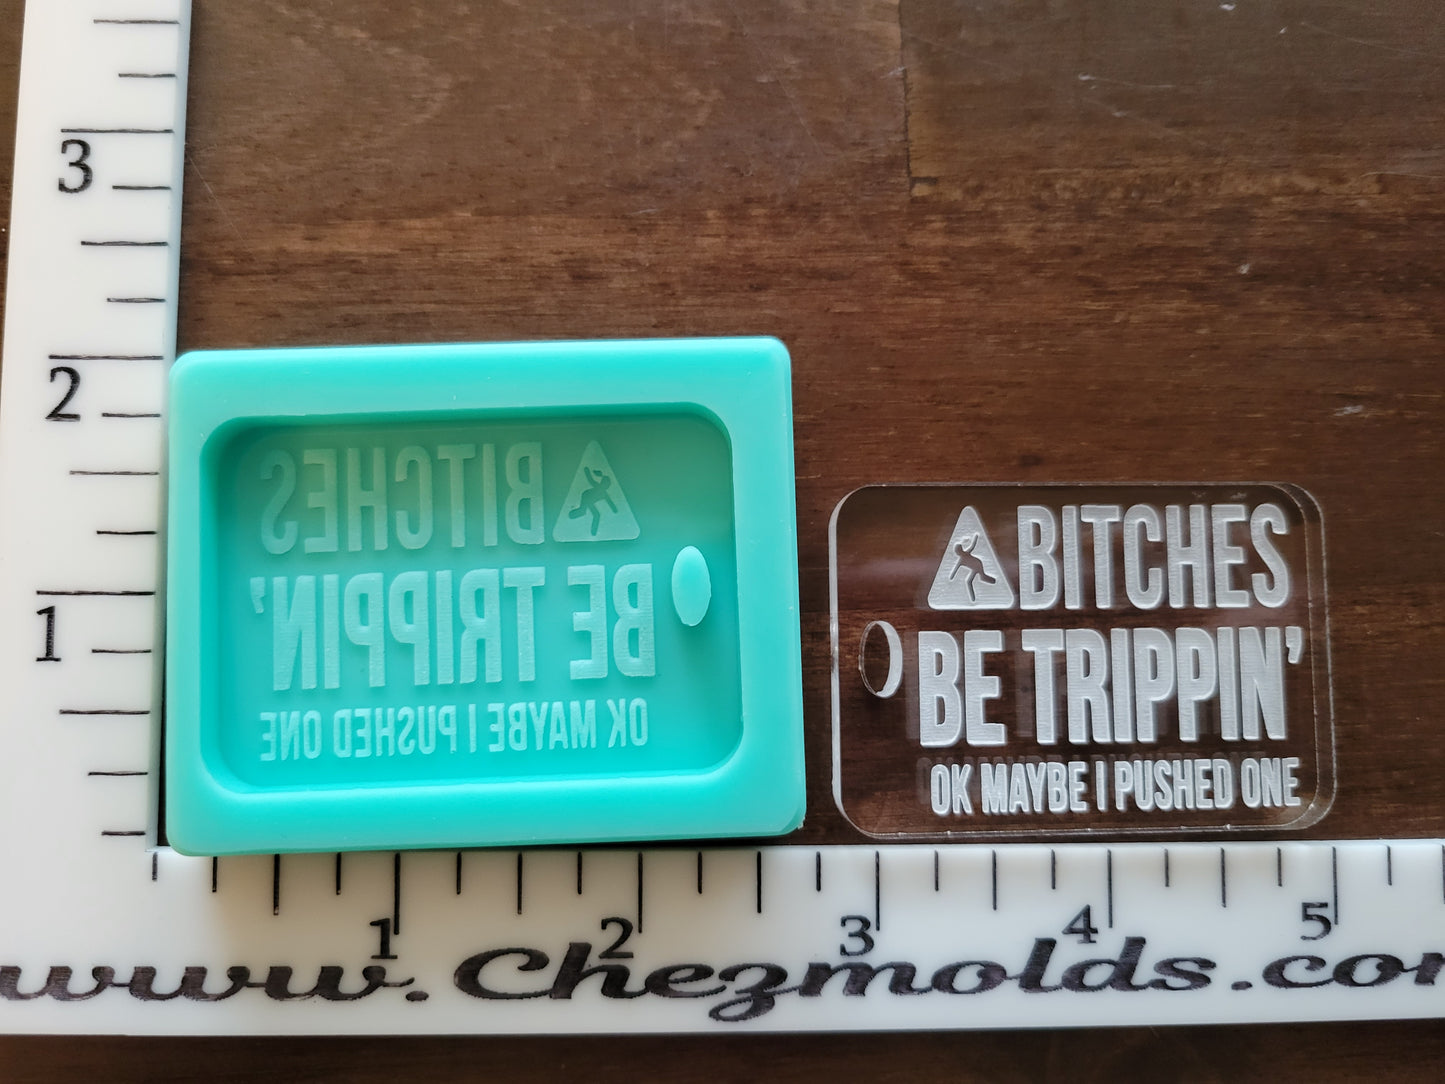 3
2
1
BITCHES
BE TRIPPIN'
OK MAYBE I PUSHED ONE
BITCHES
BE TRIPPIN'
OK MAYBE I PUSHED ONE
1 2 3 4 5
www.Chezmolds.com